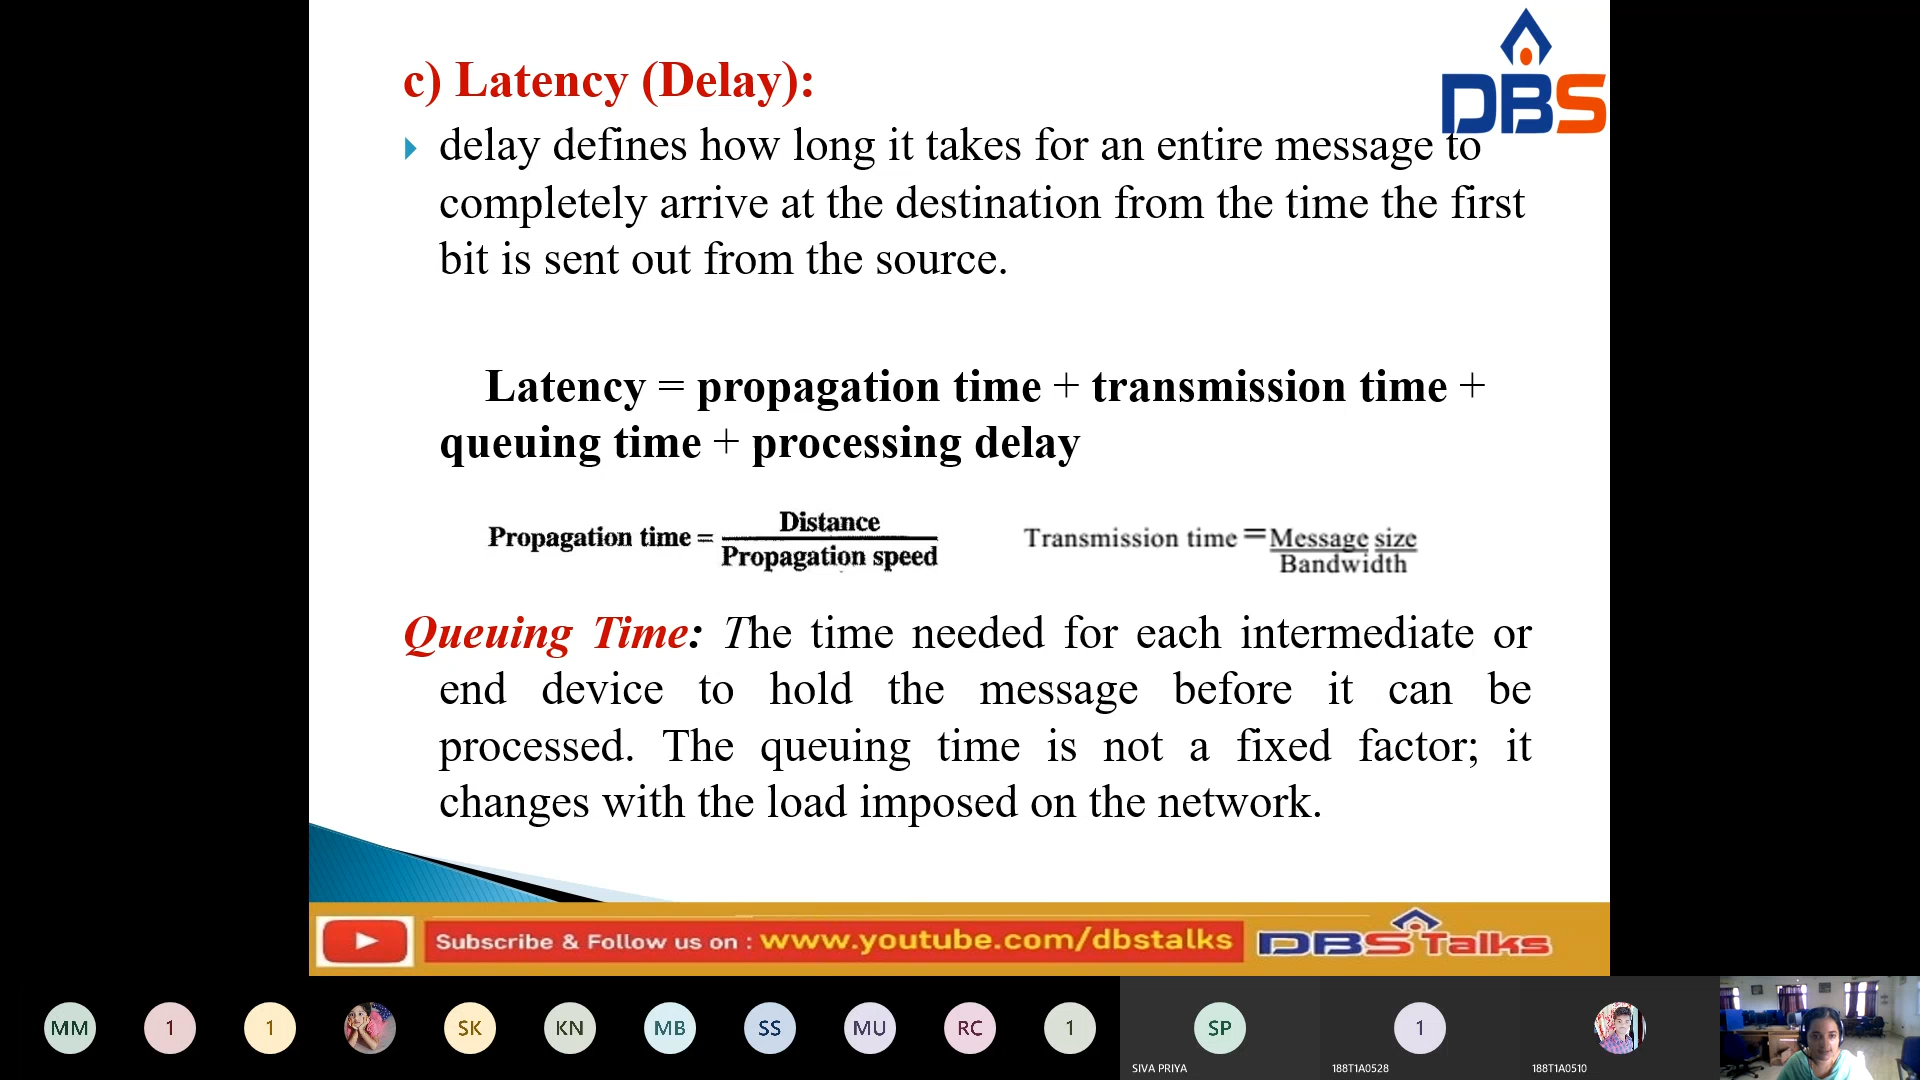 c) Latency (Delay):
DBS
delay defines how long it takes for an entire message to
completely arrive at the destination from the time the first
bit is sent out from the source.
Latency = propagation time + transmission time +
queuing time + processing delay
Propagation time = Distance
Propagation speed
Transmission time = Message size
Bandwidth
Queuing Time: The time needed for each intermediate or
end device to hold the message before it can be
processed. The queuing time is not a fixed factor; it
changes with the load imposed on the network.
Subscribe & Follow us on : www.youtube.com/dbstalks DBS Talks
MM 1 1 SK KN MB SS MU RC 1 SP 1
SIVA PRIYA 188T1A0528 188T1A0510